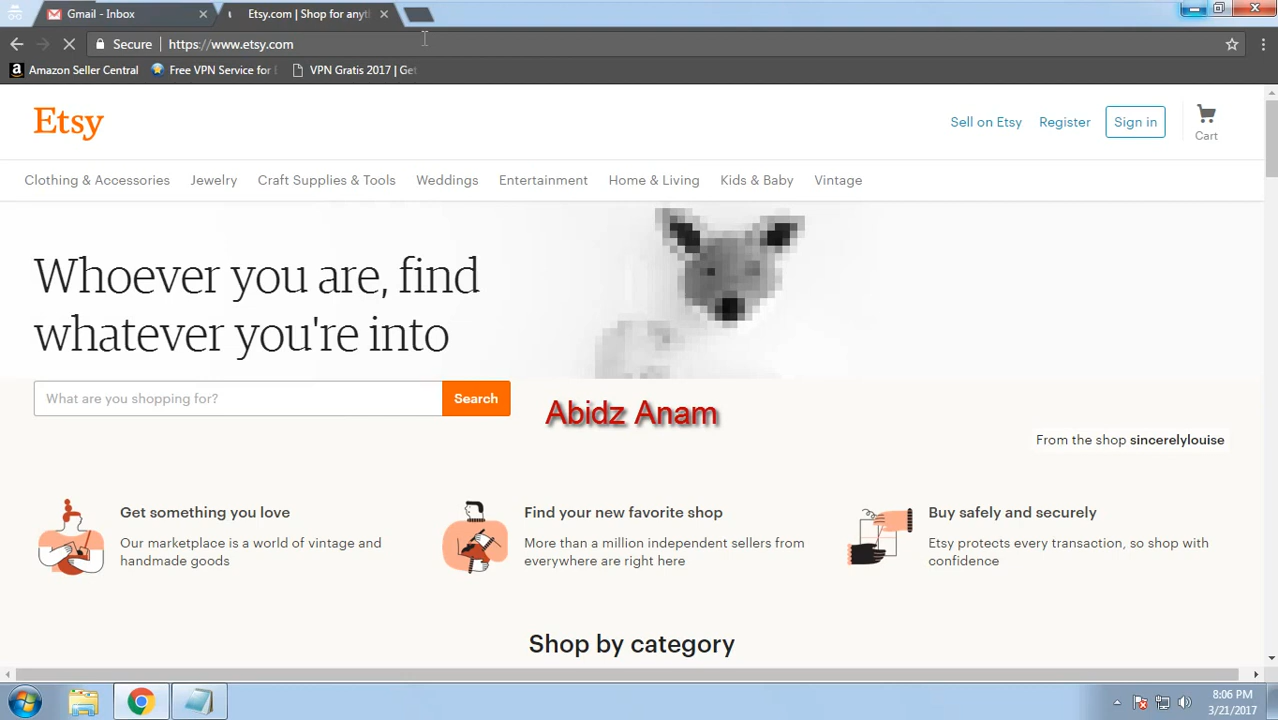 Gmail - Inbox
Etsy.com | Shop for anyt
Secure
https://www.etsy.com
Amazon Seller Central
Free VPN Service for
VPN Gratis 2017 | Get
Etsy
Sell on Etsy
Register
Sign in
Cart
Clothing & Accessories
Jewelry
Craft Supplies & Tools
Weddings
Entertainment
Home & Living
Kids & Baby
Vintage
Whoever you are, find
whatever you're into
What are you shopping for?
Search
Abidz Anam
From the shop sincerelylouise
Get something you love
Our marketplace is a world of vintage and
handmade goods
Find your new favorite shop
More than a million independent sellers from
everywhere are right here
Buy safely and securely
Etsy protects every transaction, so shop with
confidence
Shop by category
8:06 PM
3/21/2017